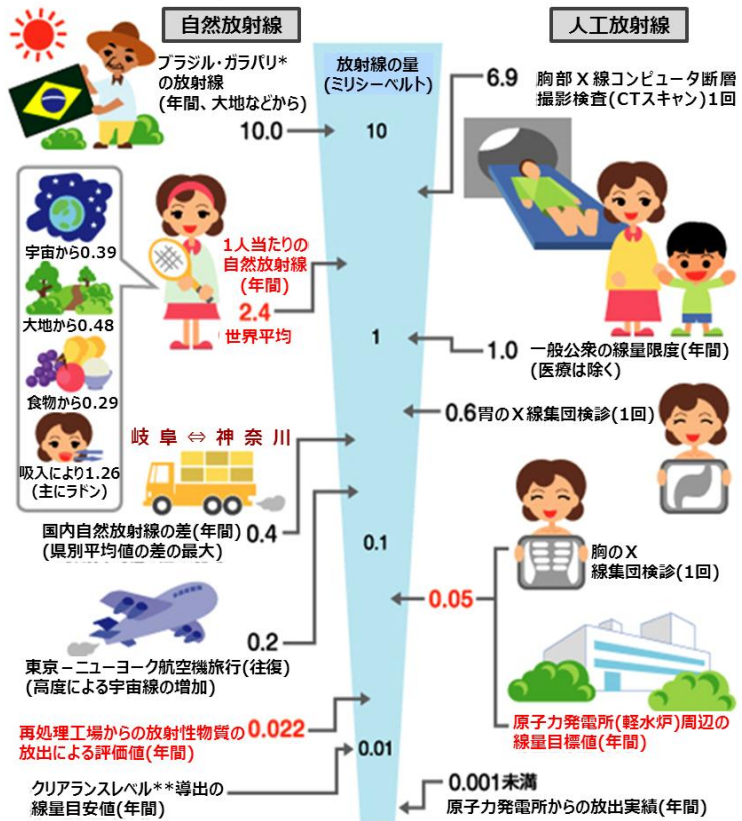 自然放射線
人工放射線
放射線の量
(ミリシーベルト)
ブラジル・ガラパリ*
の放射線
(年間、大地などから)
10.0
10
6.9
胸部X線コンピュータ断層
撮影検査(CTスキャン)1回
宇宙から0.39
大地から0.48
食物から0.29
吸入により1.26
(主にラドン)
1人当たりの
自然放射線
(年間)
2.4
世界平均
1
1.0
一般公衆の線量限度(年間)
(医療は除く)
0.6胃のX線集団検診(1回)
岐阜⇔神奈川
国内自然放射線の差(年間)
(県別平均値の差の最大)
0.4
0.1
胸のX
線集団検診(1回)
0.05
0.2
東京－ニューヨーク航空機旅行(往復)
(高度による宇宙線の増加)
原子力発電所(軽水炉)周辺の
線量目標値(年間)
再処理工場からの放射性物質の
放出による評価値(年間)
0.022
0.01
クリアランスレベル**導出の
線量目安値(年間)
0.001未満
原子力発電所からの放出実績(年間)